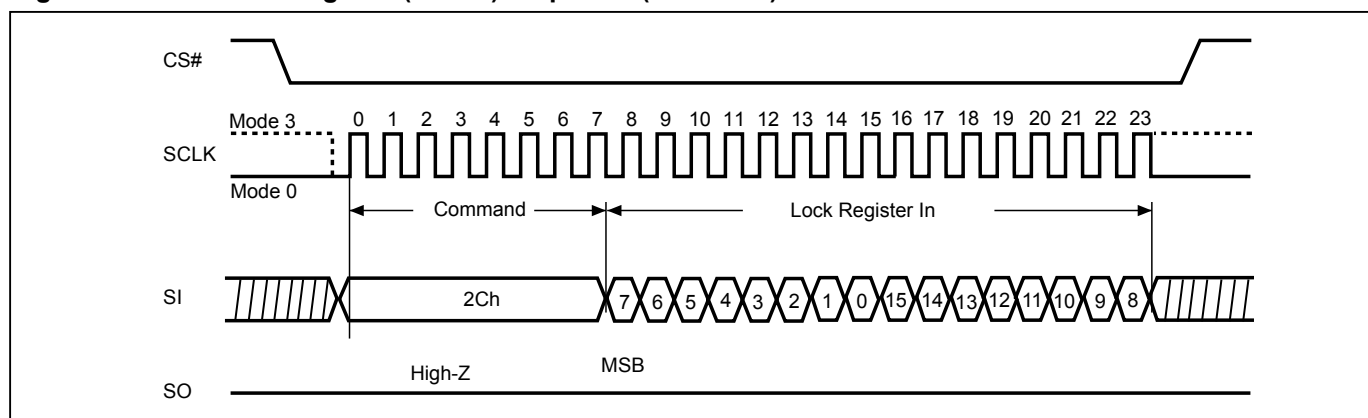 CS#
Mode 3 0 1 2 3 4 5 6 7 8 9 10 11 12 13 14 15 16 17 18 19 20 21 22 23
SCLK
Mode 0
Command Lock Register In
SI 2Ch 7 6 5 4 3 2 1 0 15 14 13 12 11 10 9 8
High-Z MSB
SO